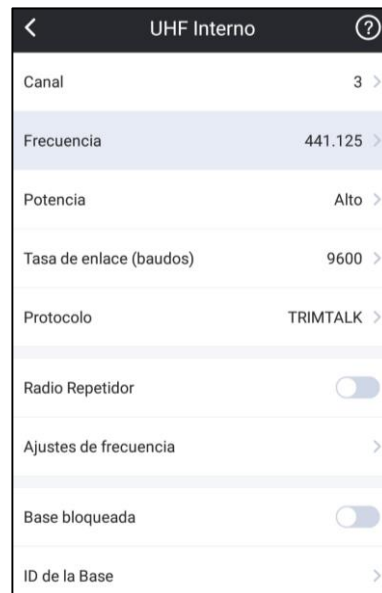 UHF Interno
Canal 3
Frecuencia 441.125
Potencia Alto
Tasa de enlace (baudos) 9600
Protocolo TRIMTALK
Radio Repetidor
Ajustes de frecuencia
Base bloqueada
ID de la Base